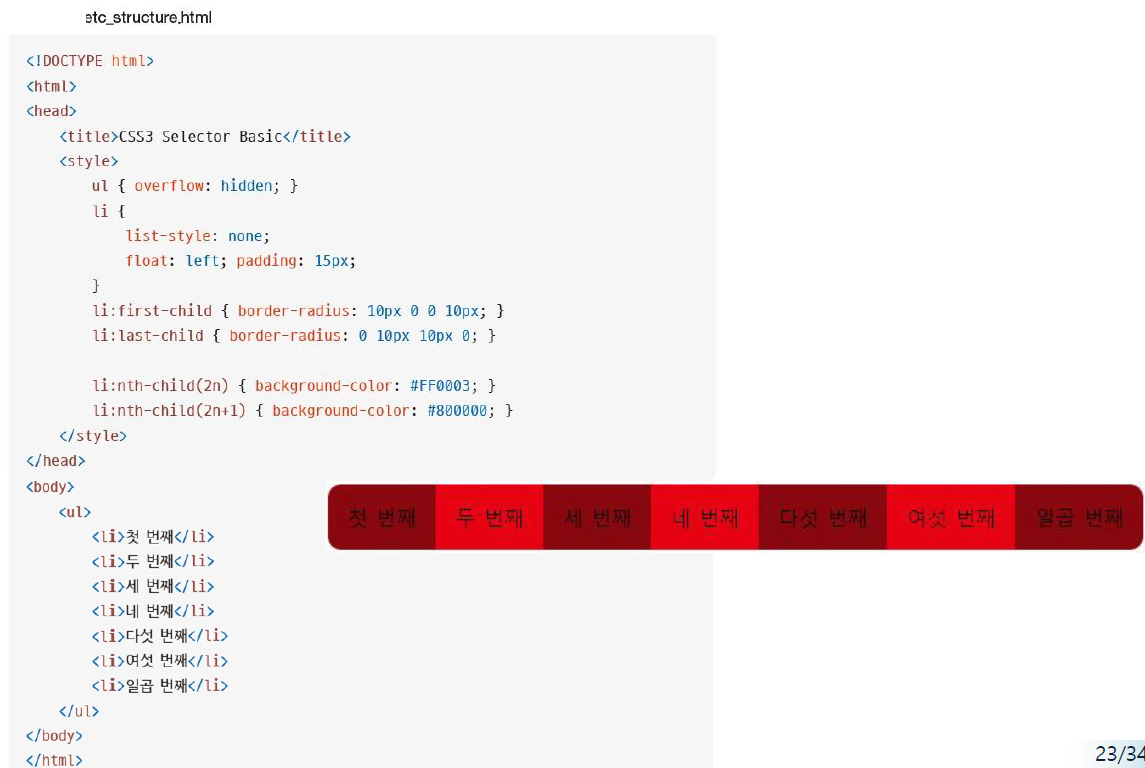 etc_structure.html
<!DOCTYPE html>
<html>
<head>
    <title>CSS3 Selector Basic</title>
    <style>
        ul { overflow: hidden; }
        li {
            list-style: none;
            float: left; padding: 15px;
        }
        li:first-child { border-radius: 10px 0 0 10px; }
        li:last-child { border-radius: 0 10px 10px 0; }

        li:nth-child(2n) { background-color: #FF0003; }
        li:nth-child(2n+1) { background-color: #800000; }
    </style>
</head>
<body>
    <ul>
        <li>첫 번째</li>
        <li>두 번째</li>
        <li>세 번째</li>
        <li>네 번째</li>
        <li>다섯 번째</li>
        <li>여섯 번째</li>
        <li>일곱 번째</li>
    </ul>
</body>
</html>
첫 번째 두 번째 세 번째 네 번째 다섯 번째 여섯 번째 일곱 번째
23/34